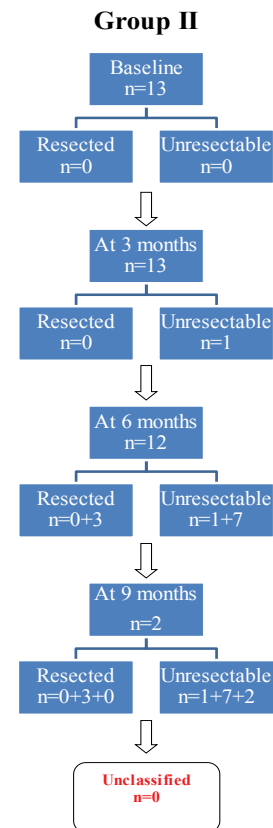 Group II
Baseline
n=13
Resected
n=0
Unresectable
n=0
At 3 months
n=13
Resected
n=0
Unresectable
n=1
At 6 months
n=12
Resected
n=0+3
Unresectable
n=1+7
At 9 months
n=2
Resected
n=0+3+0
Unresectable
n=1+7+2
Unclassified
n=0